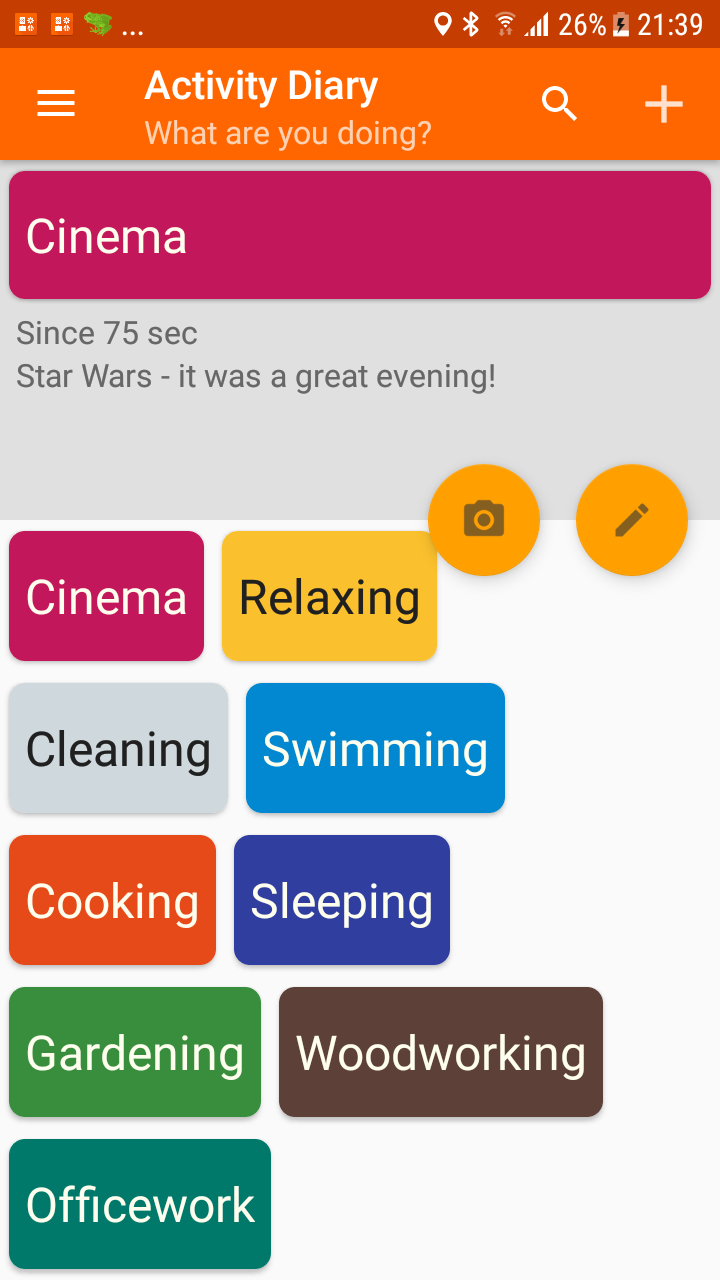 ... 26% 21:39
Activity Diary
What are you doing?
Cinema
Since 75 sec
Star Wars - it was a great evening!
Cinema Relaxing
Cleaning Swimming
Cooking Sleeping
Gardening Woodworking
Officework